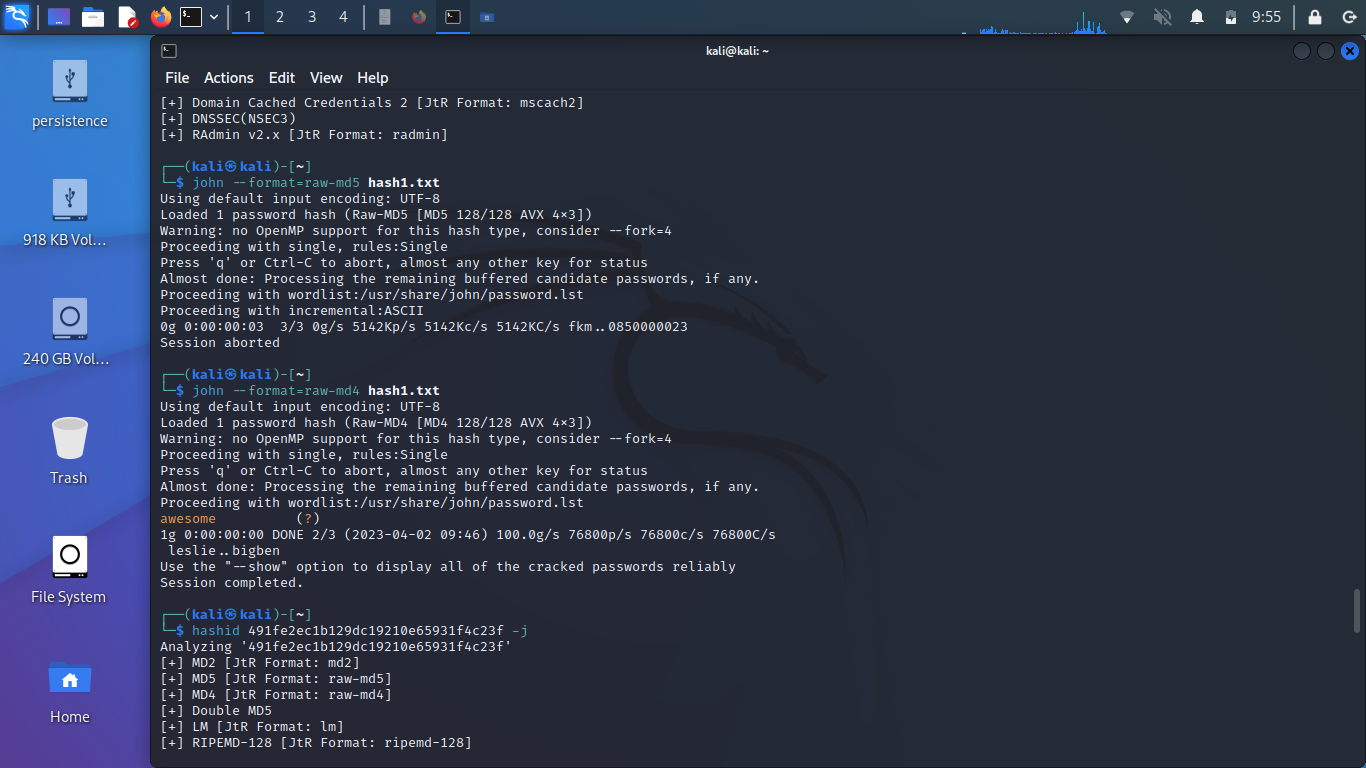 1 2 3 4 9:55
kali@kali: ~
File Actions Edit View Help
persistence
918 KB Vol...
240 GB Vol...
Trash
File System
Home
[+] Domain Cached Credentials 2 [JtR Format: mscach2]
[+] DNSSEC(NSEC3)
[+] RAdmin v2.x [JtR Format: radmin]
┌──(kali㉿kali)-[~]
└─$ john --format=raw-md5 hash1.txt
Using default input encoding: UTF-8
Loaded 1 password hash (Raw-MD5 [MD5 128/128 AVX 4x3])
Warning: no OpenMP support for this hash type, consider --fork=4
Proceeding with single, rules:Single
Press 'q' or Ctrl-C to abort, almost any other key for status
Almost done: Processing the remaining buffered candidate passwords, if any.
Proceeding with wordlist:/usr/share/john/password.lst
Proceeding with incremental:ASCII
0g 0:00:00:03  3/3 0g/s 5142Kp/s 5142Kc/s 5142KC/s fkm..0850000023
Session aborted
┌──(kali㉿kali)-[~]
└─$ john --format=raw-md4 hash1.txt
Using default input encoding: UTF-8
Loaded 1 password hash (Raw-MD4 [MD4 128/128 AVX 4x3])
Warning: no OpenMP support for this hash type, consider --fork=4
Proceeding with single, rules:Single
Press 'q' or Ctrl-C to abort, almost any other key for status
Almost done: Processing the remaining buffered candidate passwords, if any.
Proceeding with wordlist:/usr/share/john/password.lst
awesome          (?)
1g 0:00:00:00 DONE 2/3 (2023-04-02 09:46) 100.0g/s 76800p/s 76800c/s 76800C/s
leslie..bigben
Use the "--show" option to display all of the cracked passwords reliably
Session completed.
┌──(kali㉿kali)-[~]
└─$ hashid 491fe2ec1b129dc19210e65931f4c23f -j
Analyzing '491fe2ec1b129dc19210e65931f4c23f'
[+] MD2 [JtR Format: md2]
[+] MD5 [JtR Format: raw-md5]
[+] MD4 [JtR Format: raw-md4]
[+] Double MD5
[+] LM [JtR Format: lm]
[+] RIPEMD-128 [JtR Format: ripemd-128]